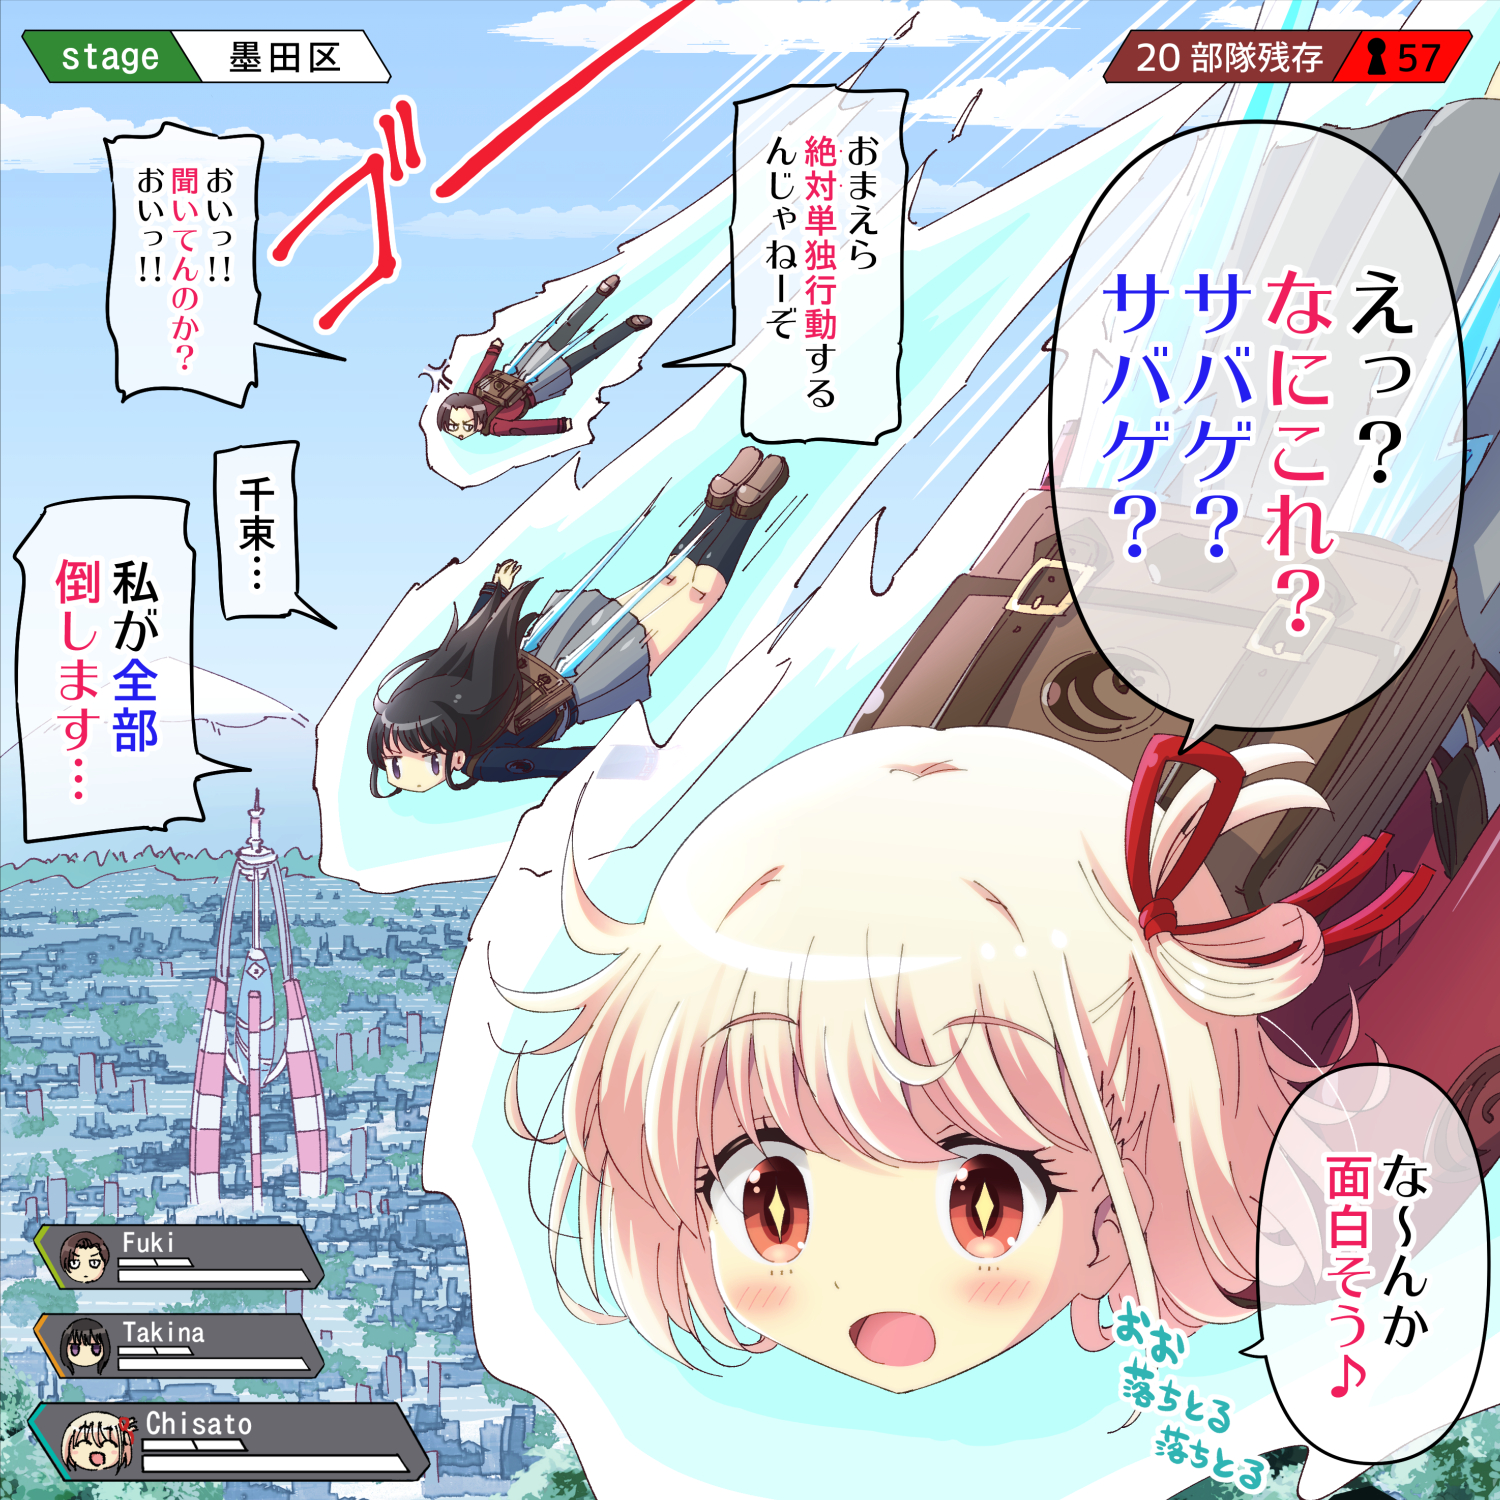 stage 墨田区
20 部隊残存 57
えっ?
なにこれ?
サバゲ?
サバゲ?
おまえら
絶対単独行動する
んじゃねーぞ
ゴ
おいっ!!
聞いてんのか?
おいっ!!
千束…
私が全部
倒します…
な～んか
面白そう♪
おお
落ちとる
落ちとる
Fuki
Takina
Chisato